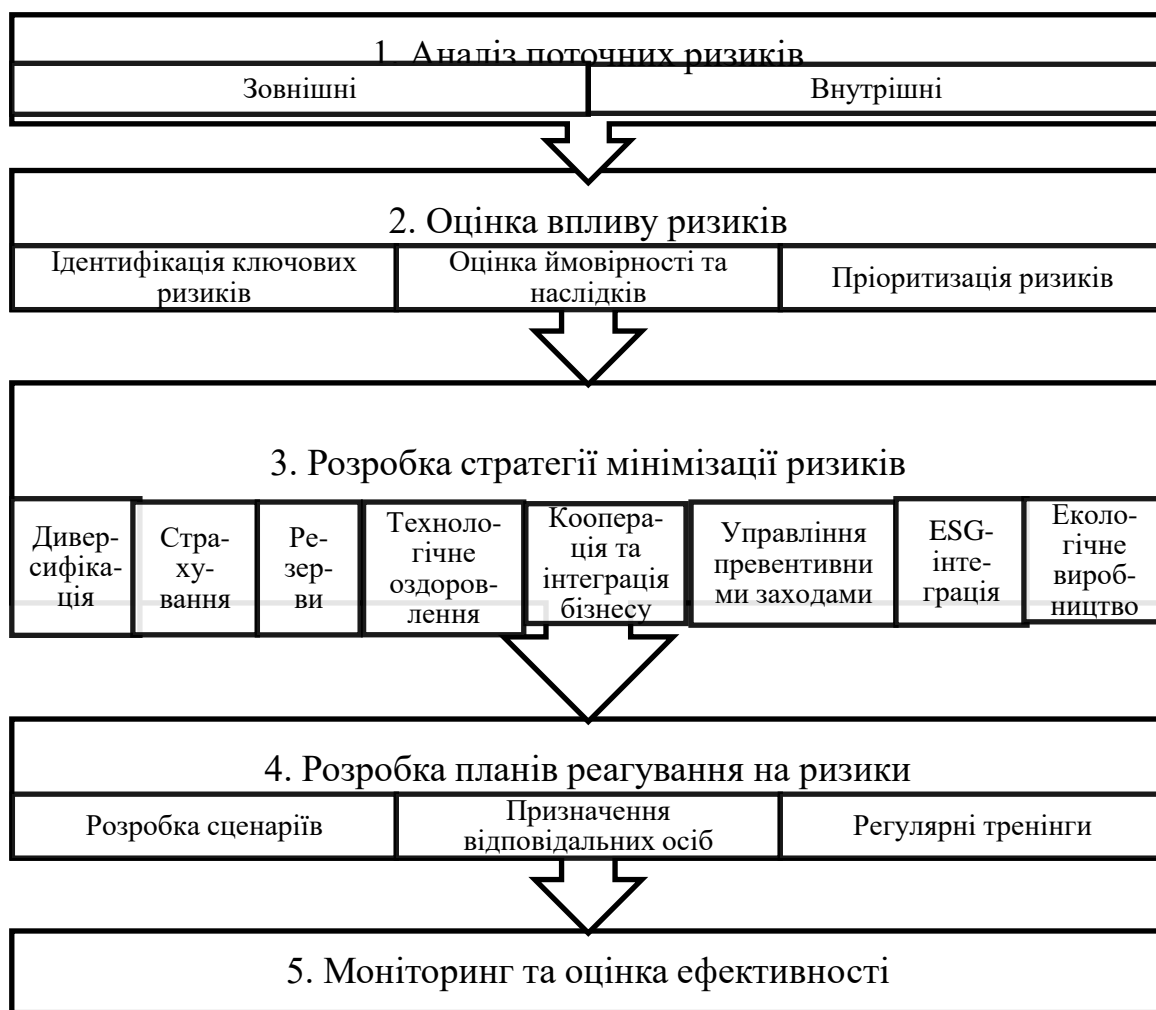 1. Аналіз поточних ризиків
Зовнішні
Внутрішні
2. Оцінка впливу ризиків
Ідентифікація ключових
ризиків
Оцінка ймовірності та
наслідків
Пріоритизація ризиків
3. Розробка стратегії мінімізації ризиків
Дивер-
сифіка-
ція
Стра-
ху-
вання
Ре-
зер-
ви
Техноло-
гічне
оздоров-
лення
Коопера-
ція та
інтеграція
бізнесу
Управління
превентивни
ми заходами
ESG-
інте-
грація
Еколо-
гічне
вироб-
ництво
4. Розробка планів реагування на ризики
Розробка сценаріїв
Призначення
відповідальних осіб
Регулярні тренінги
5. Моніторинг та оцінка ефективності